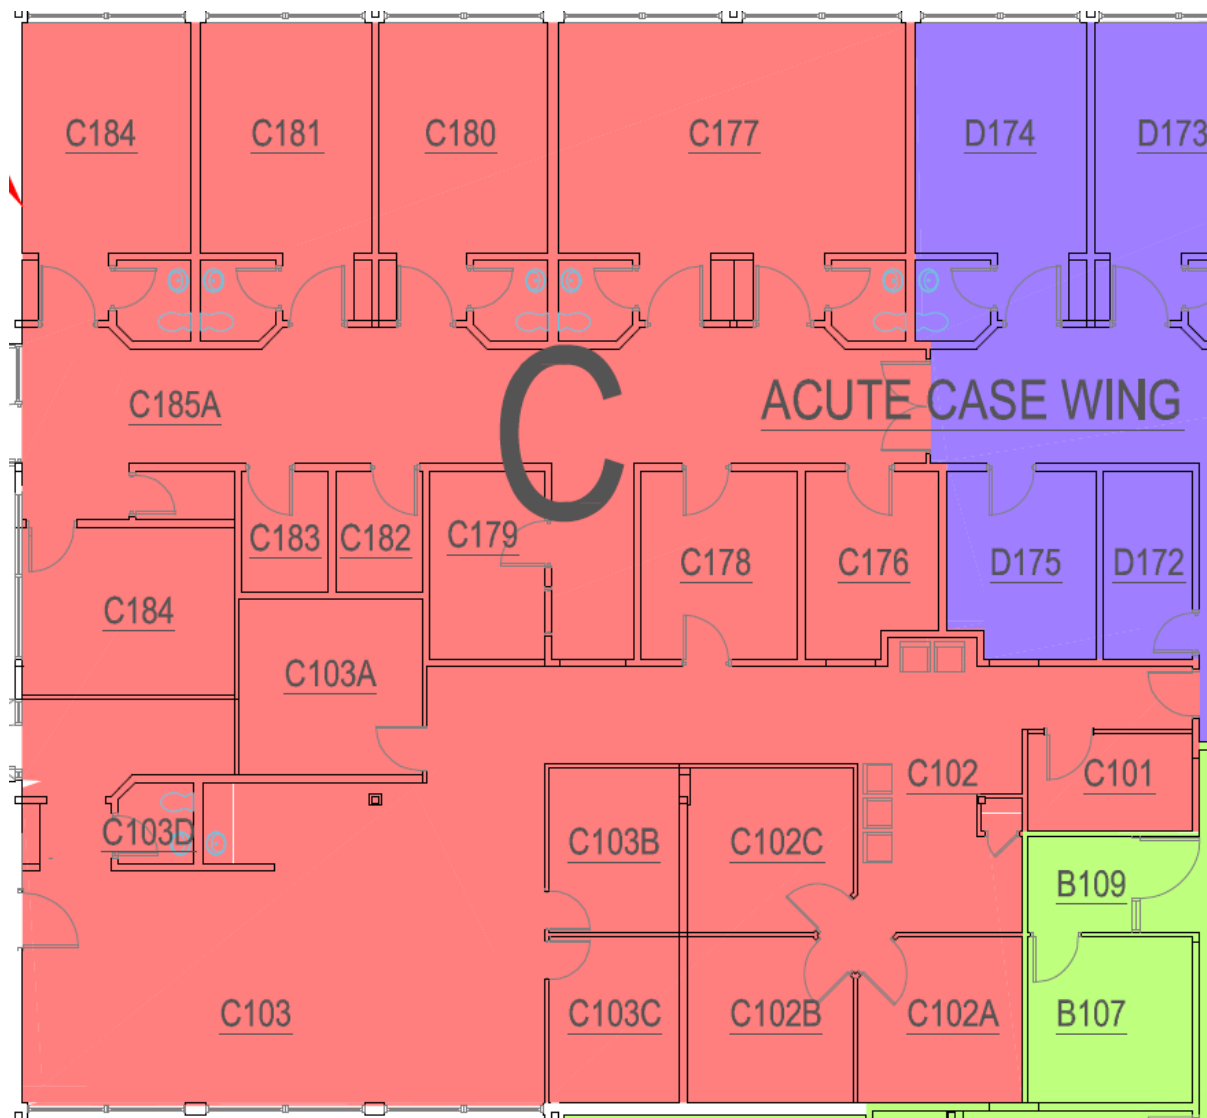 C184
C181
C180
C177
D174
D173
C185A
C
ACUTE CASE WING
C183
C182
C179
C178
C176
D175
D172
C184
C103A
C102
C101
C103D
C103B
C102C
B109
C103
C103C
C102B
C102A
B107